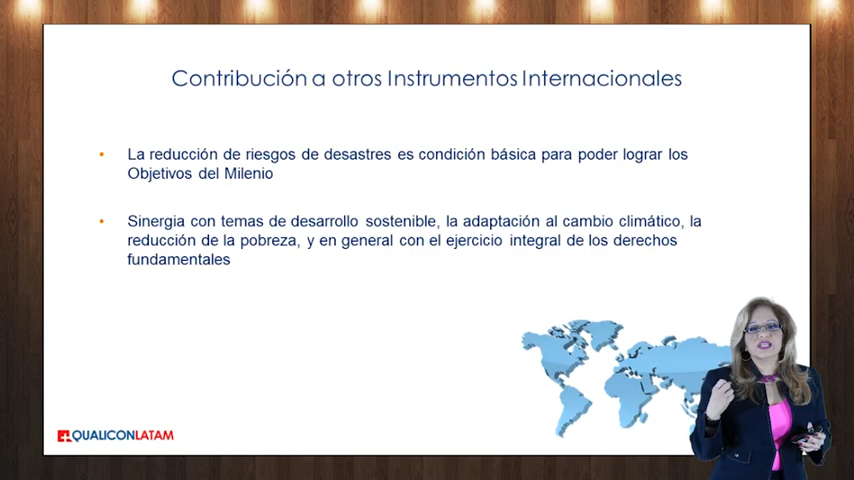 Contribución a otros Instrumentos Internacionales
• La reducción de riesgos de desastres es condición básica para poder lograr los
Objetivos del Milenio
• Sinergia con temas de desarrollo sostenible, la adaptación al cambio climático, la
reducción de la pobreza, y en general con el ejercicio integral de los derechos
fundamentales
QUALICONLATAM